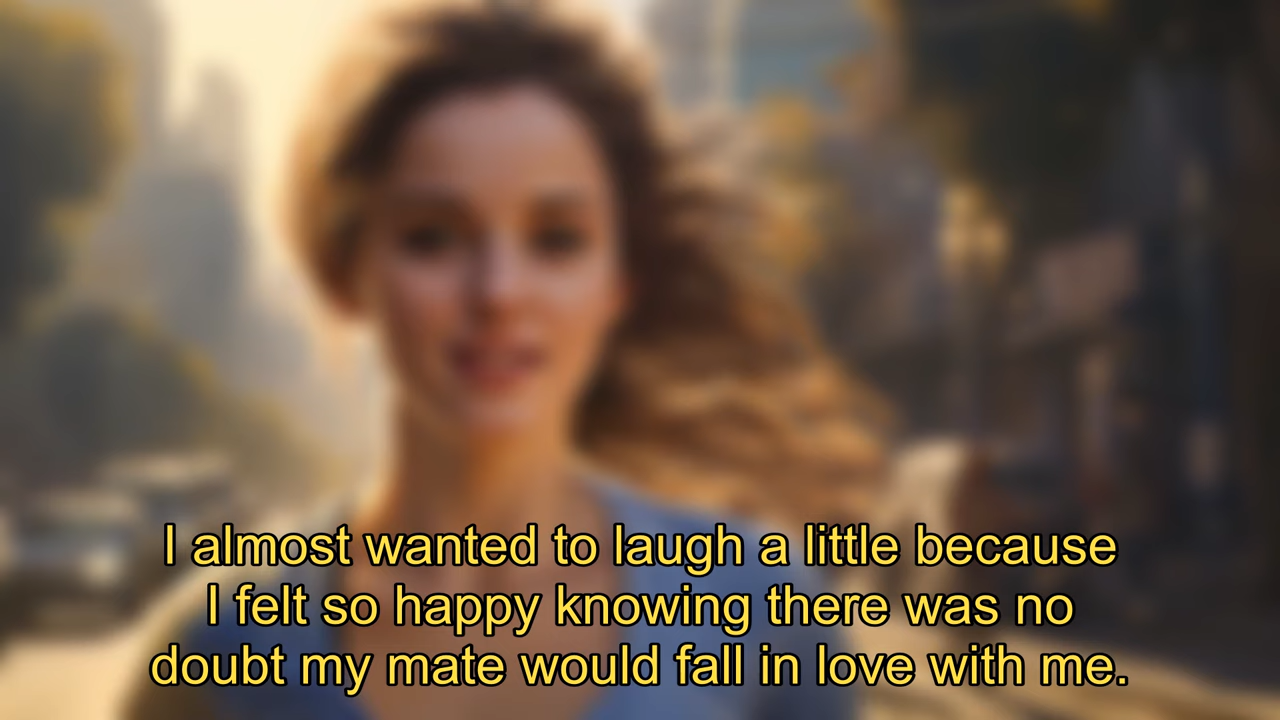 I almost wanted to laugh a little because
I felt so happy knowing there was no
doubt my mate would fall in love with me.